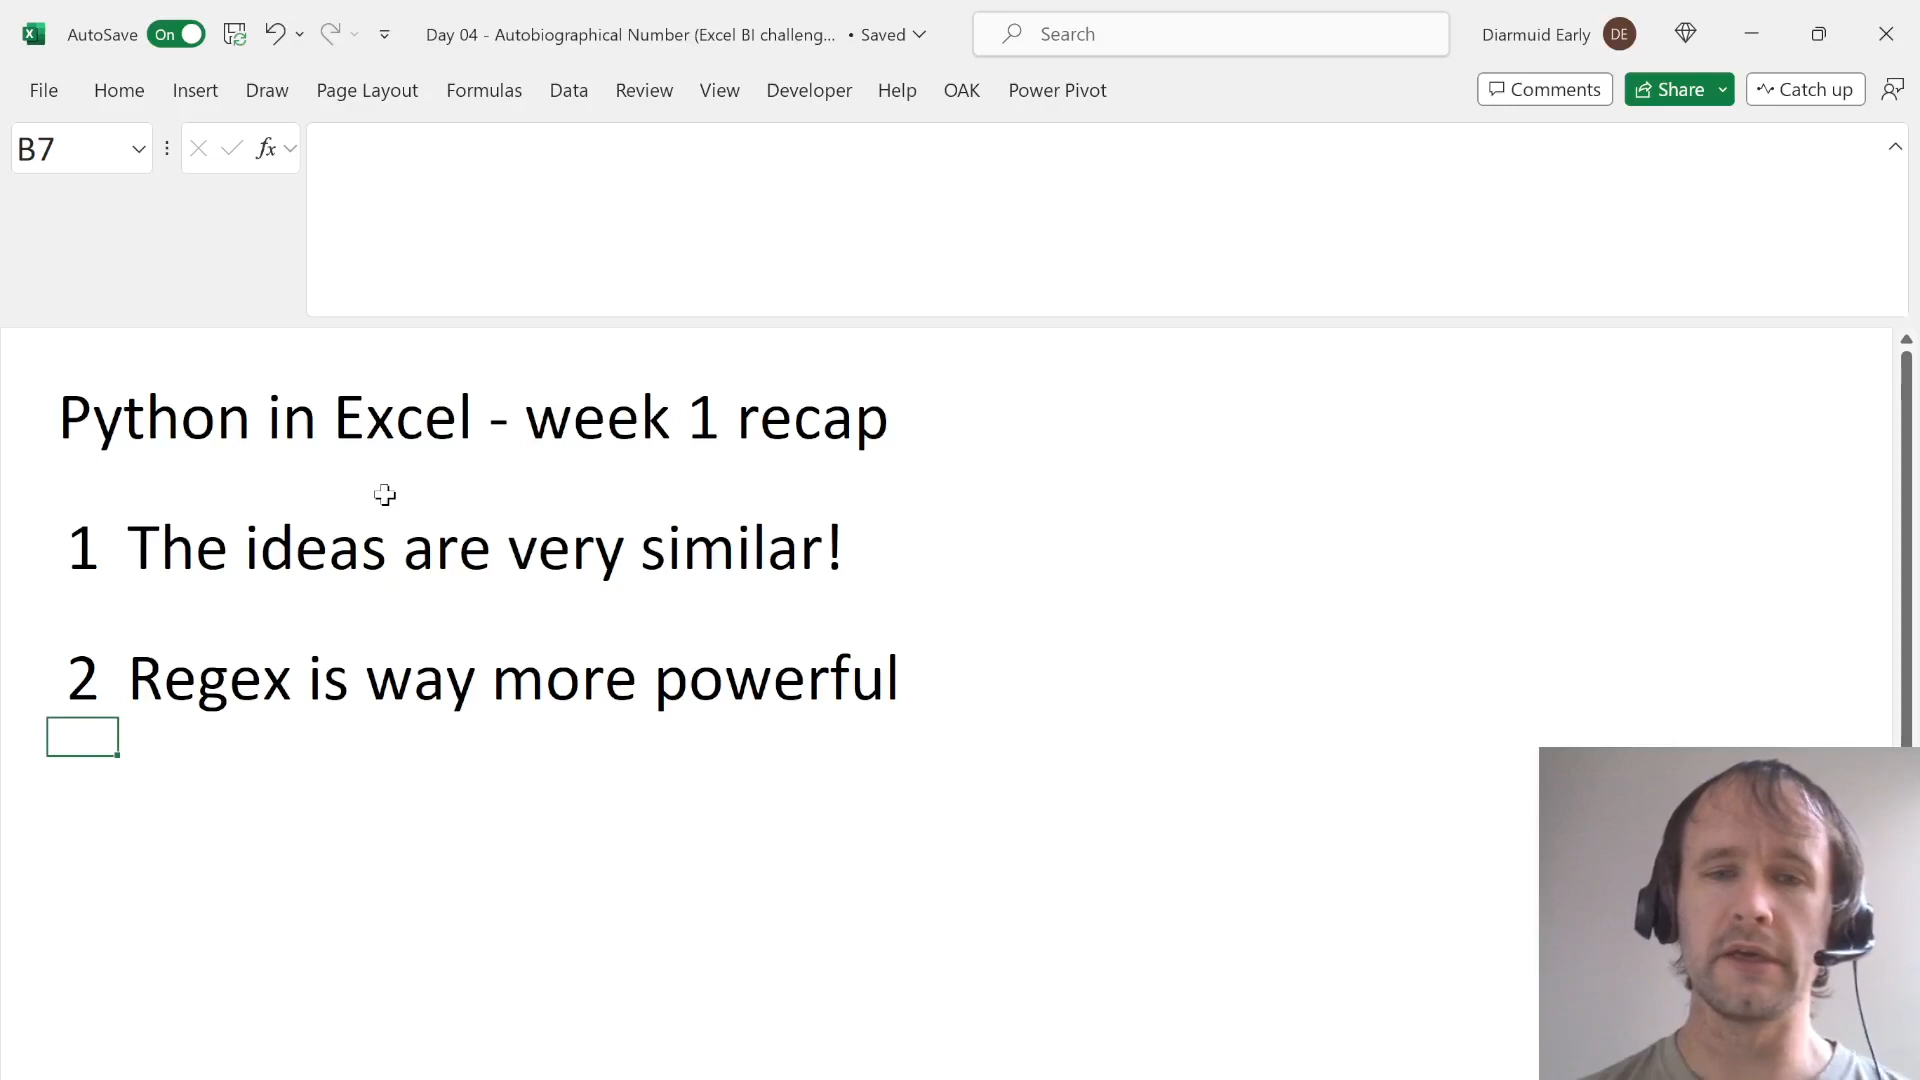 AutoSave On Day 04 - Autobiographical Number (Excel BI challeng... • Saved Search Diarmuid Early DE
File Home Insert Draw Page Layout Formulas Data Review View Developer Help OAK Power Pivot Comments Share Catch up
B7 fx
Python in Excel - week 1 recap
1 The ideas are very similar!
2 Regex is way more powerful